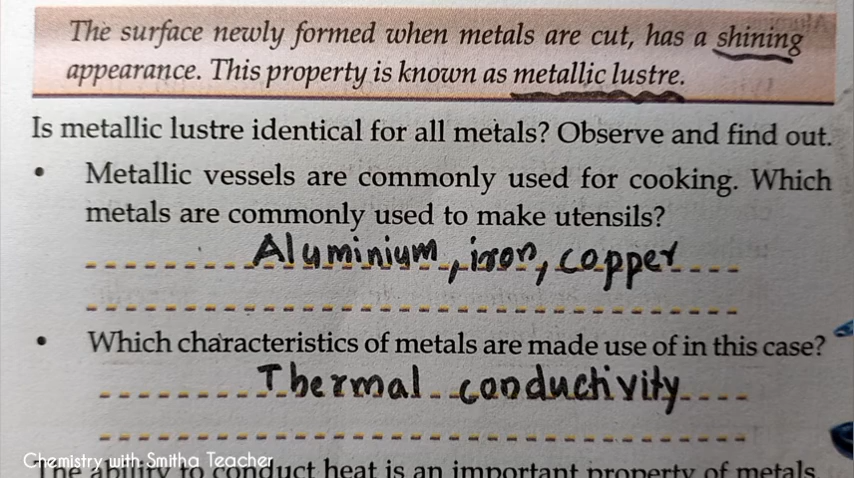 The surface newly formed when metals are cut, has a shining
appearance. This property is known as metallic lustre.
Is metallic lustre identical for all metals? Observe and find out.
• Metallic vessels are commonly used for cooking. Which
metals are commonly used to make utensils?
Aluminium, iron, copper
• Which characteristics of metals are made use of in this case?
Thermal conductivity
Chemistry with Smitha Teacher
The ability to conduct heat is an important property of metals